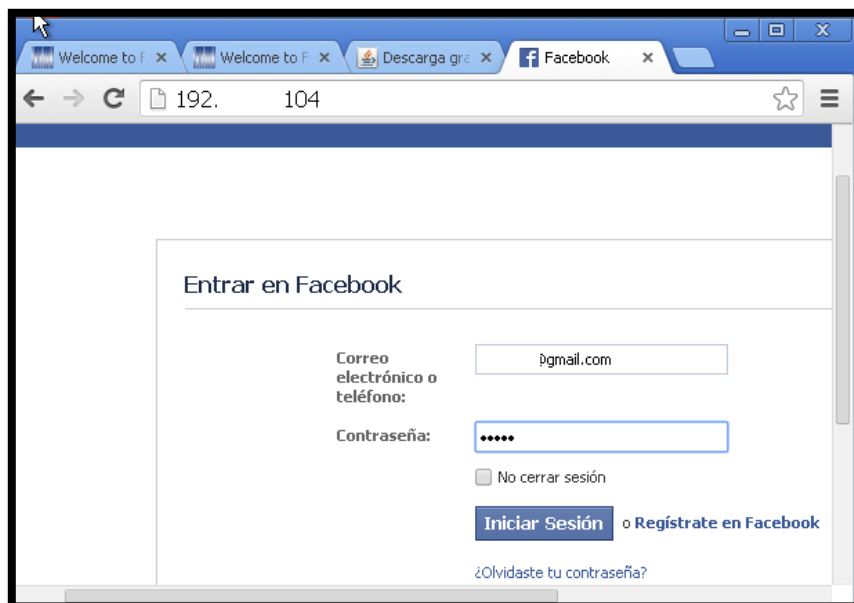 Welcome to F
Welcome to F
Descarga gra
Facebook
192. 104
Entrar en Facebook
Correo
electrónico o
teléfono:
@gmail.com
Contraseña:
•••••
No cerrar sesión
Iniciar Sesión o Regístrate en Facebook
¿Olvidaste tu contraseña?